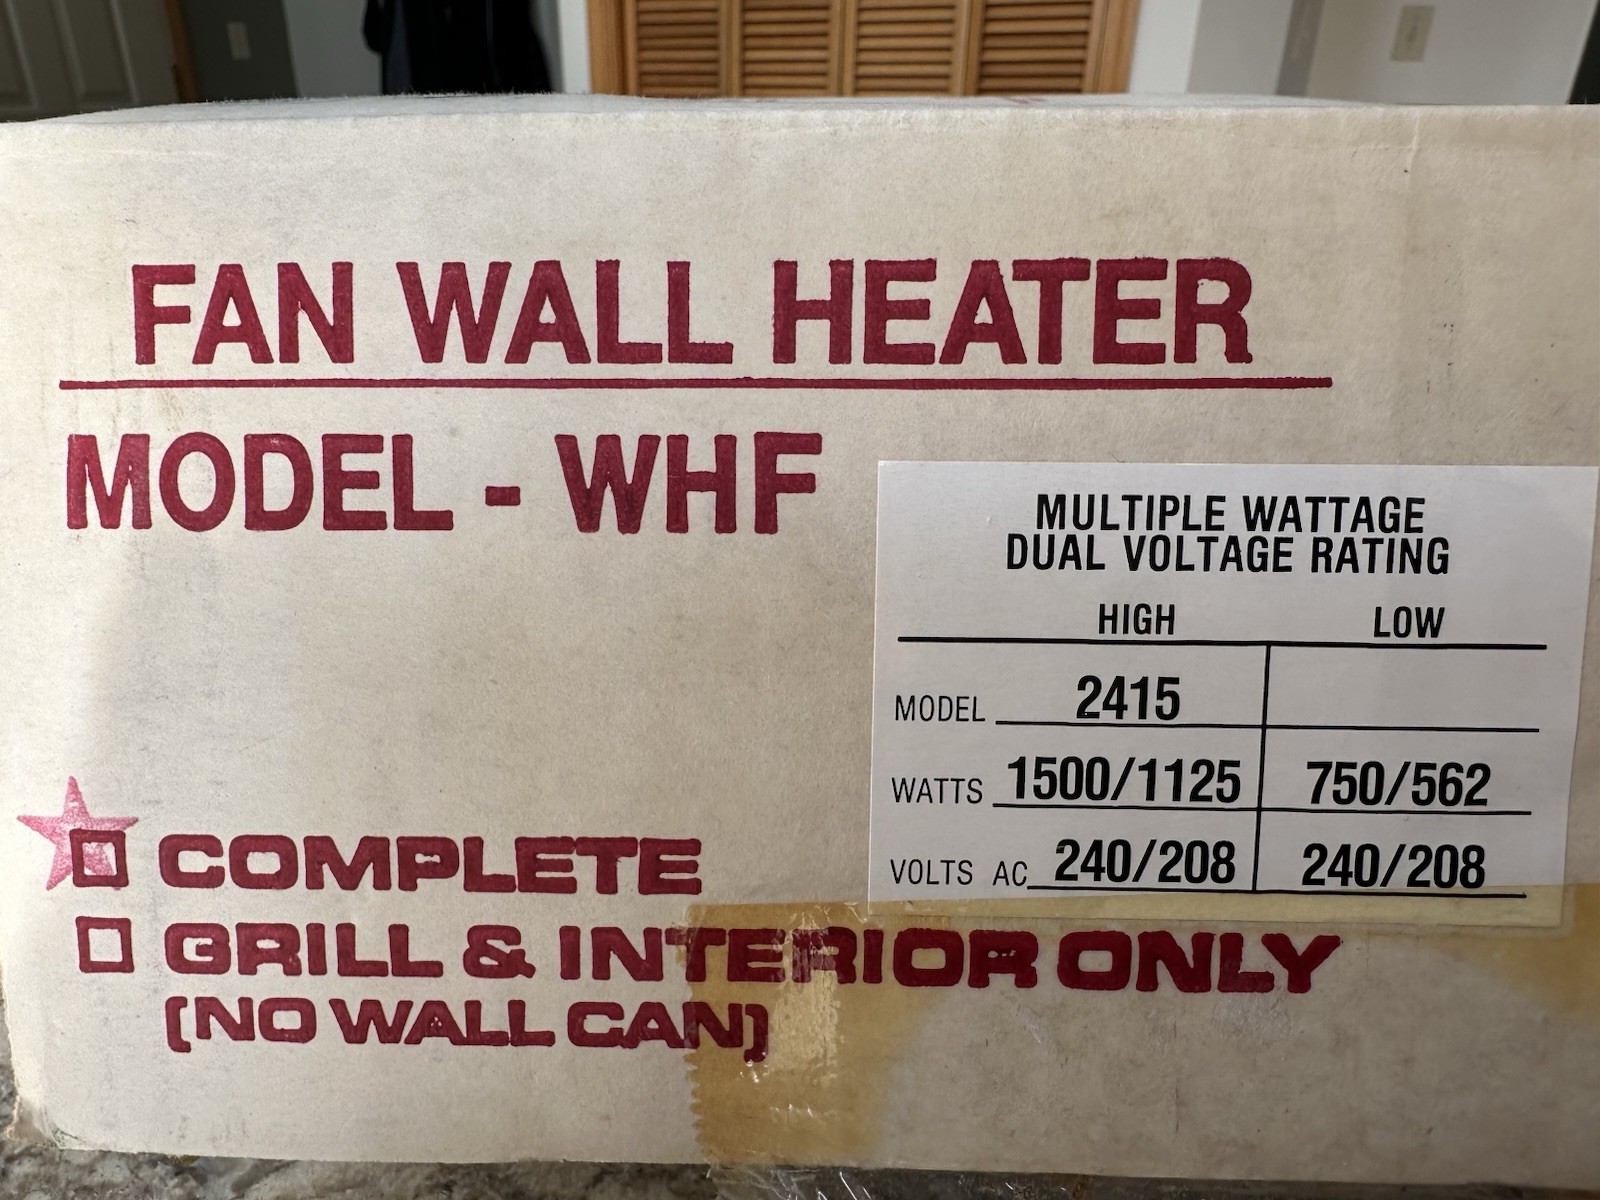 FAN WALL HEATER
MODEL - WHF
MULTIPLE WATTAGE
DUAL VOLTAGE RATING
HIGH LOW
MODEL 2415
WATTS 1500/1125 750/562
VOLTS AC 240/208 240/208
COMPLETE
GRILL & INTERIOR ONLY
(NO WALL CAN)